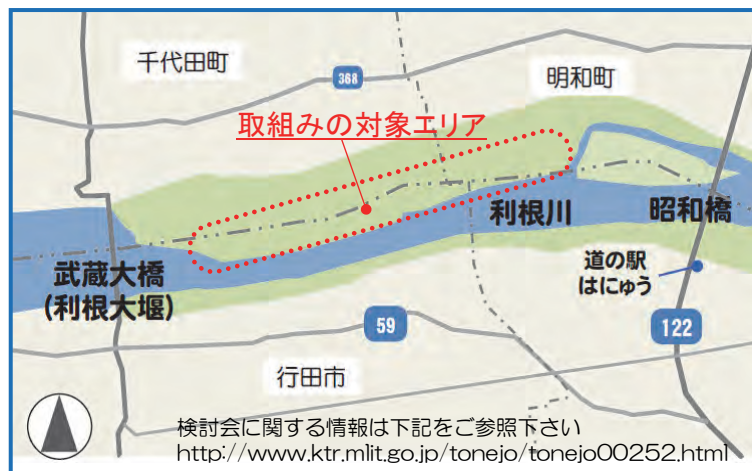 千代田町
368
明和町
取組みの対象エリア
利根川
昭和橋
武蔵大橋
(利根大堰)
道の駅
はにゅう
59
122
行田市
検討会に関する情報は下記をご参照下さい
http://www.ktr.mlit.go.jp/tonejo/tonejo00252.html